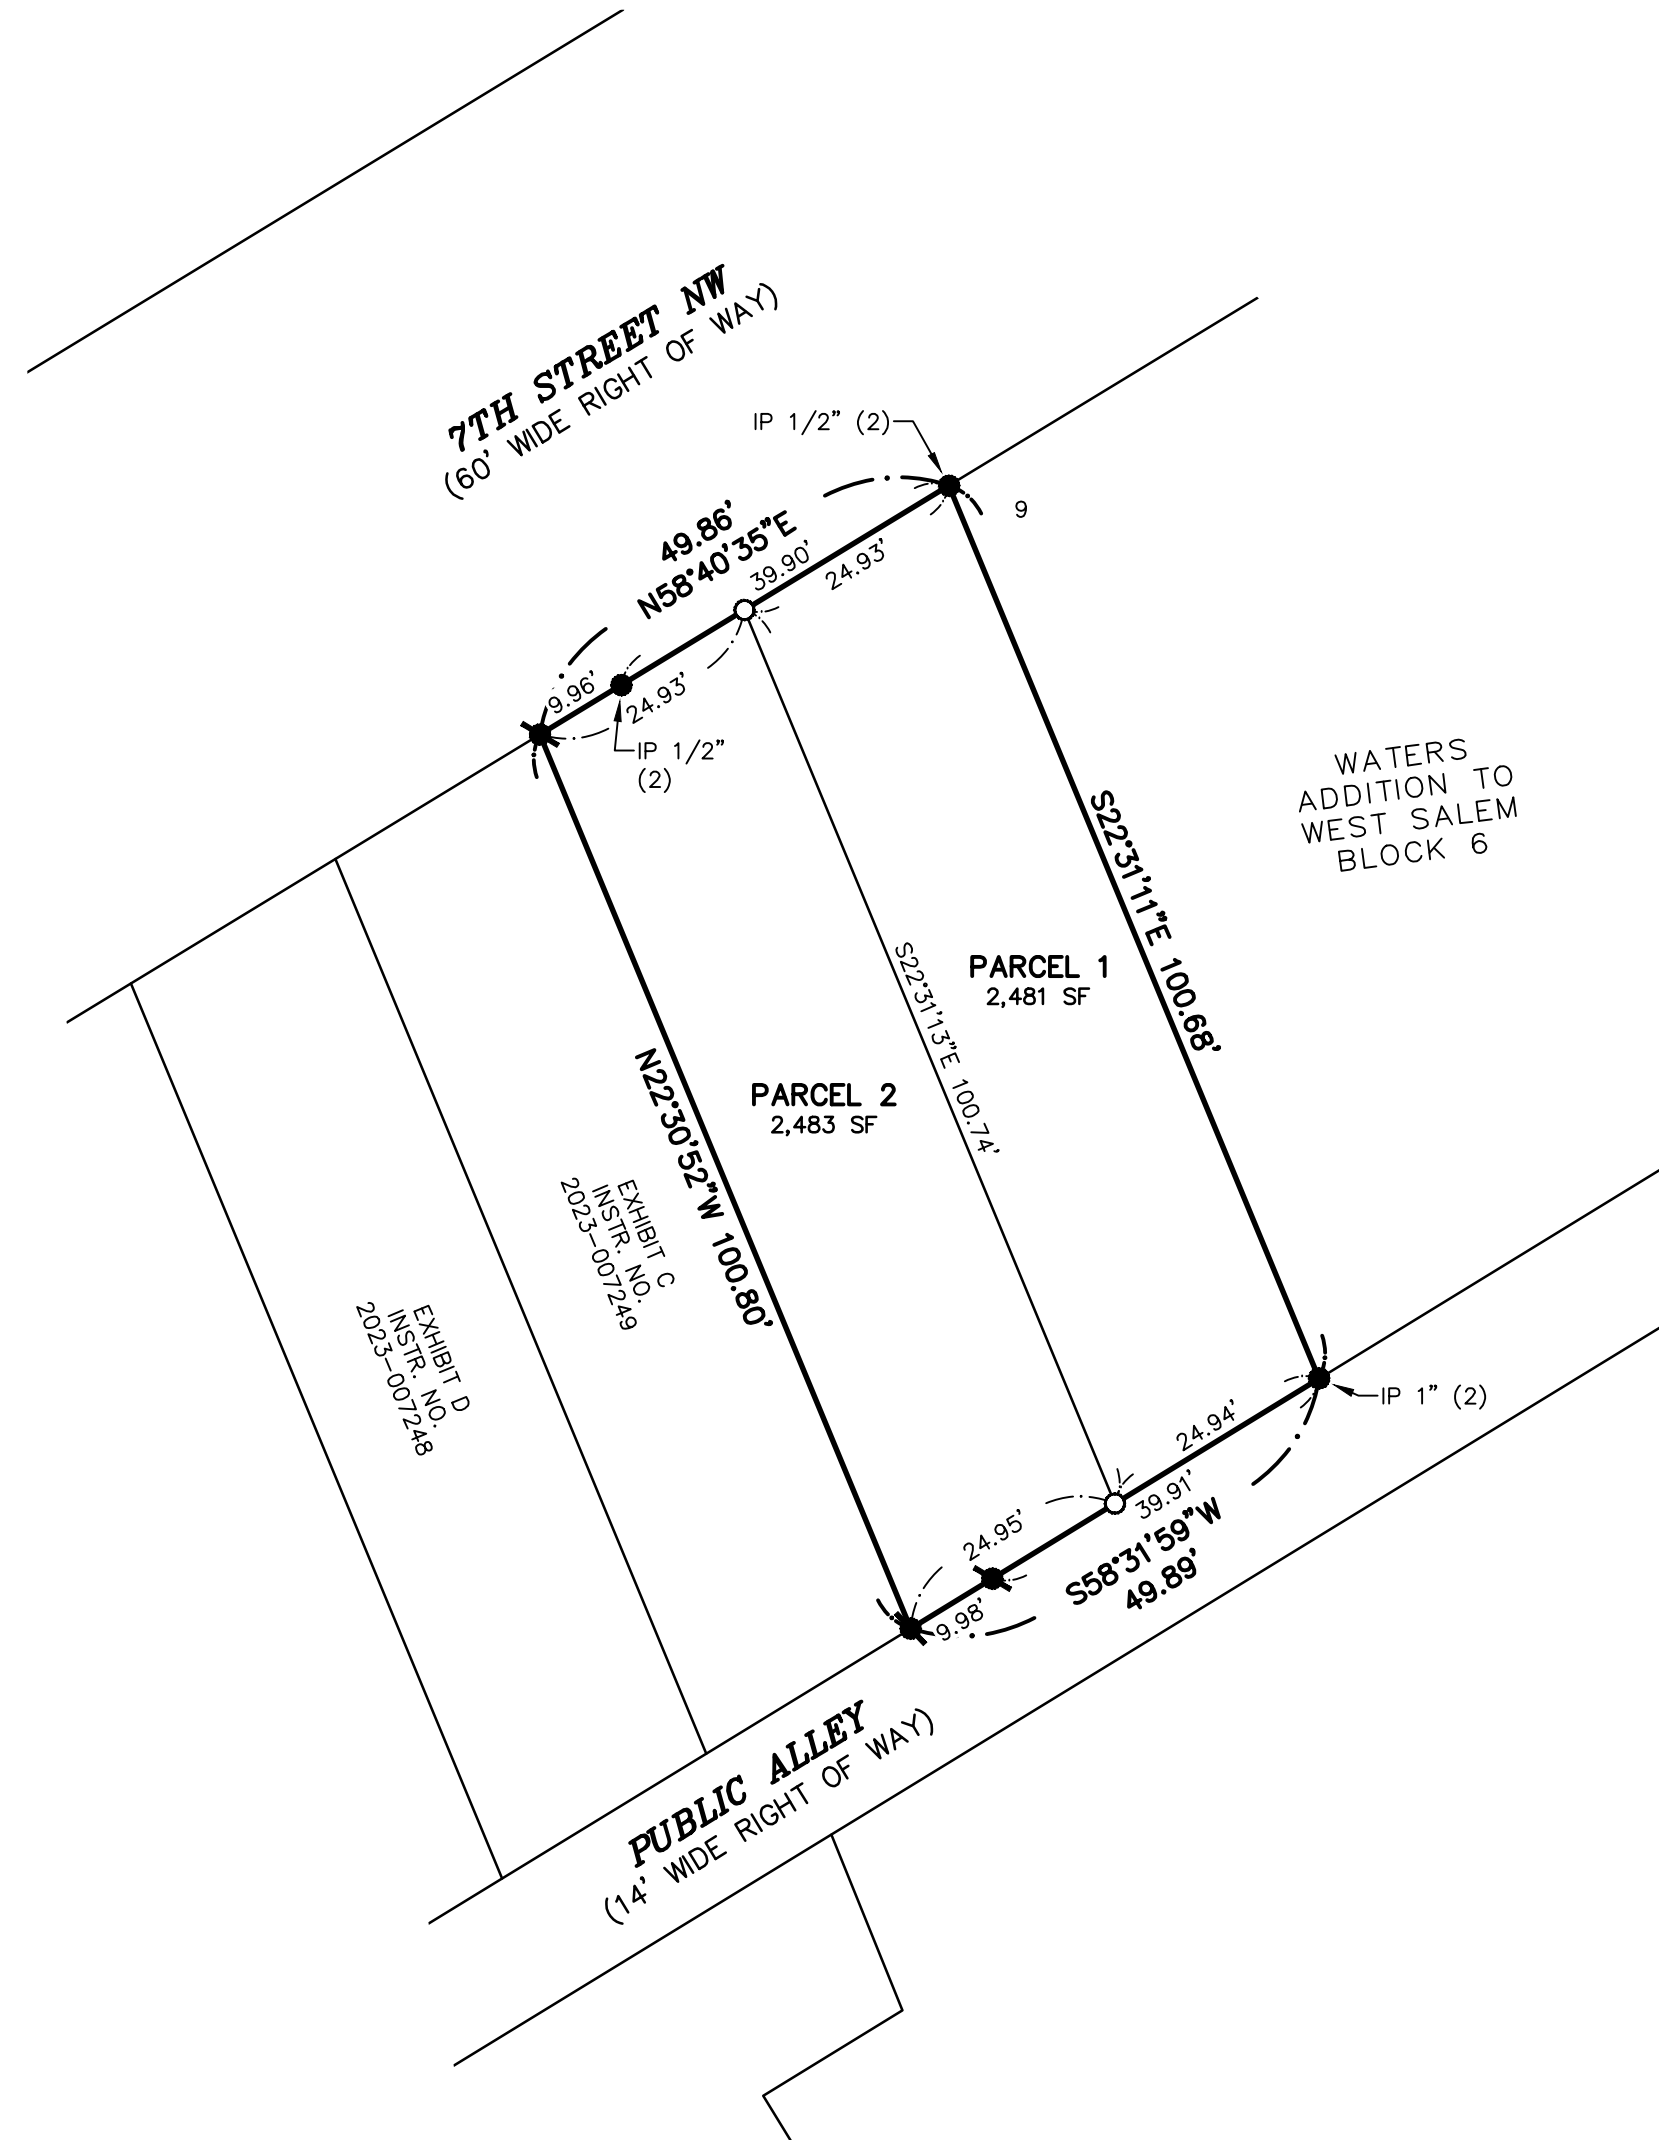 7TH STREET NW
(60' WIDE RIGHT OF WAY)
IP 1/2" (2)
9
49.86'
N58°40'35"E
39.90'
24.93'
9.96'
24.93'
IP 1/2"
(2)
WATERS
ADDITION TO
WEST SALEM
BLOCK 6
S22°31'11"E 100.68'
PARCEL 1
2,481 SF
S22°31'13"E 100.74'
PARCEL 2
2,483 SF
N22°30'52"W 100.80'
EXHIBIT C
INSTR. NO.
2023-007249
EXHIBIT D
INSTR. NO.
2023-007248
IP 1" (2)
24.94'
39.91'
24.95'
S58°31'59"W
49.89'
9.98'
PUBLIC ALLEY
(14' WIDE RIGHT OF WAY)